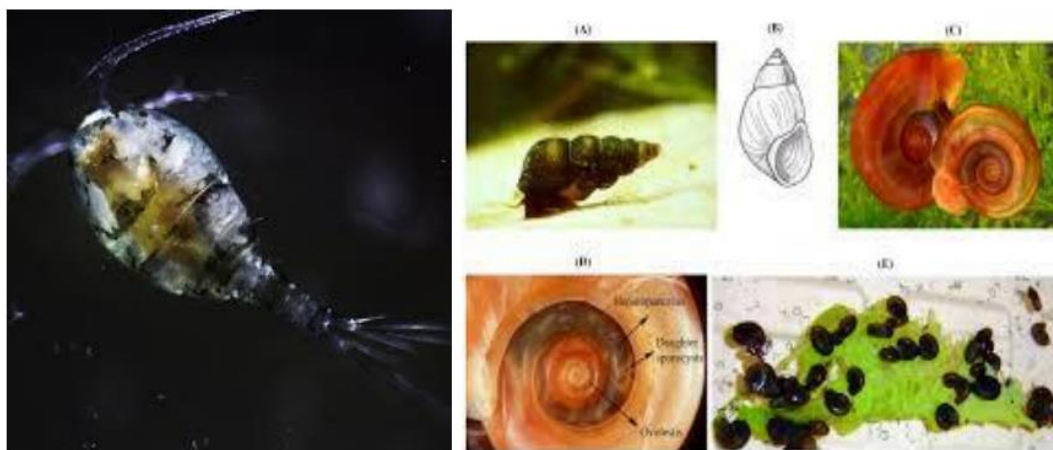 (A)
(B)
(C)
(D)
(E)
Hepatopancreas
Daughter
sporocysts
Ovotestis